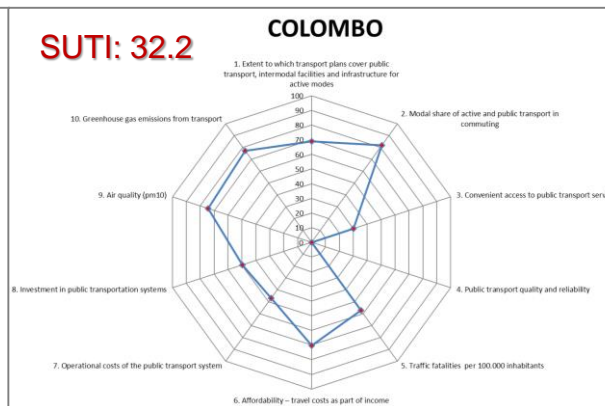 COLOMBO
SUTI: 32.2
1. Extent to which transport plans cover public
transport, intermodal facilities and infrastructure for
active modes
100
90
80
70
60
50
40
30
20
10
0
2. Modal share of active and public transport in
commuting
3. Convenient access to public transport serv
4. Public transport quality and reliability
5. Traffic fatalities per 100.000 inhabitants
6. Affordability – travel costs as part of income
7. Operational costs of the public transport system
8. Investment in public transportation systems
9. Air quality (pm10)
10. Greenhouse gas emissions from transport